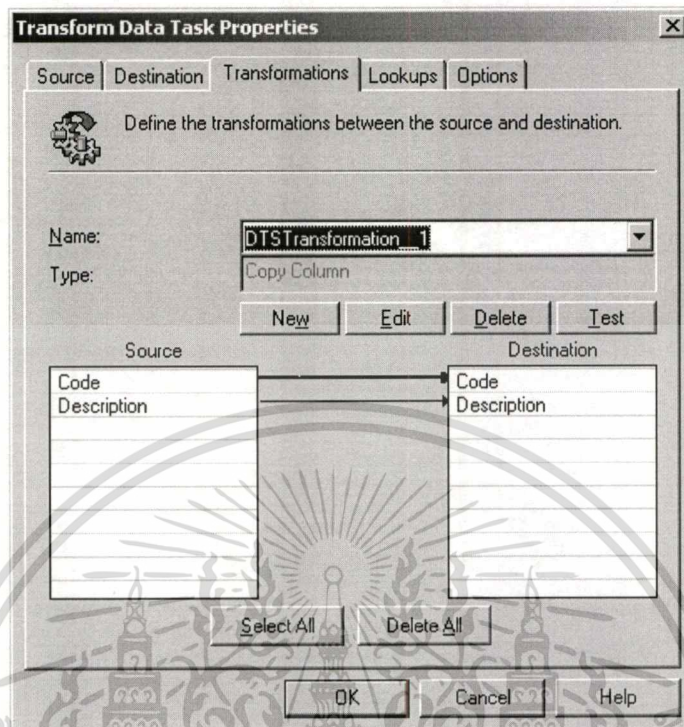 Transform Data Task Properties
Source Destination Transformations Lookups Options
Define the transformations between the source and destination.
Name: DTSTransformation__1
Type: Copy Column
New Edit Delete Test
Source Destination
Code Code
Description Description
Select All Delete All
OK Cancel Help